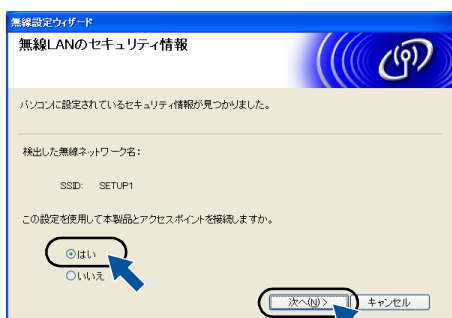 無線設定ウィザード
無線LANのセキュリティ情報
パソコンに設定されているセキュリティ情報が見つかりました。
検出した無線ネットワーク名:
SSID: SETUP1
この設定を使用して本製品とアクセスポイントを接続しますか。
はい
いいえ
次へ(N) > キャンセル